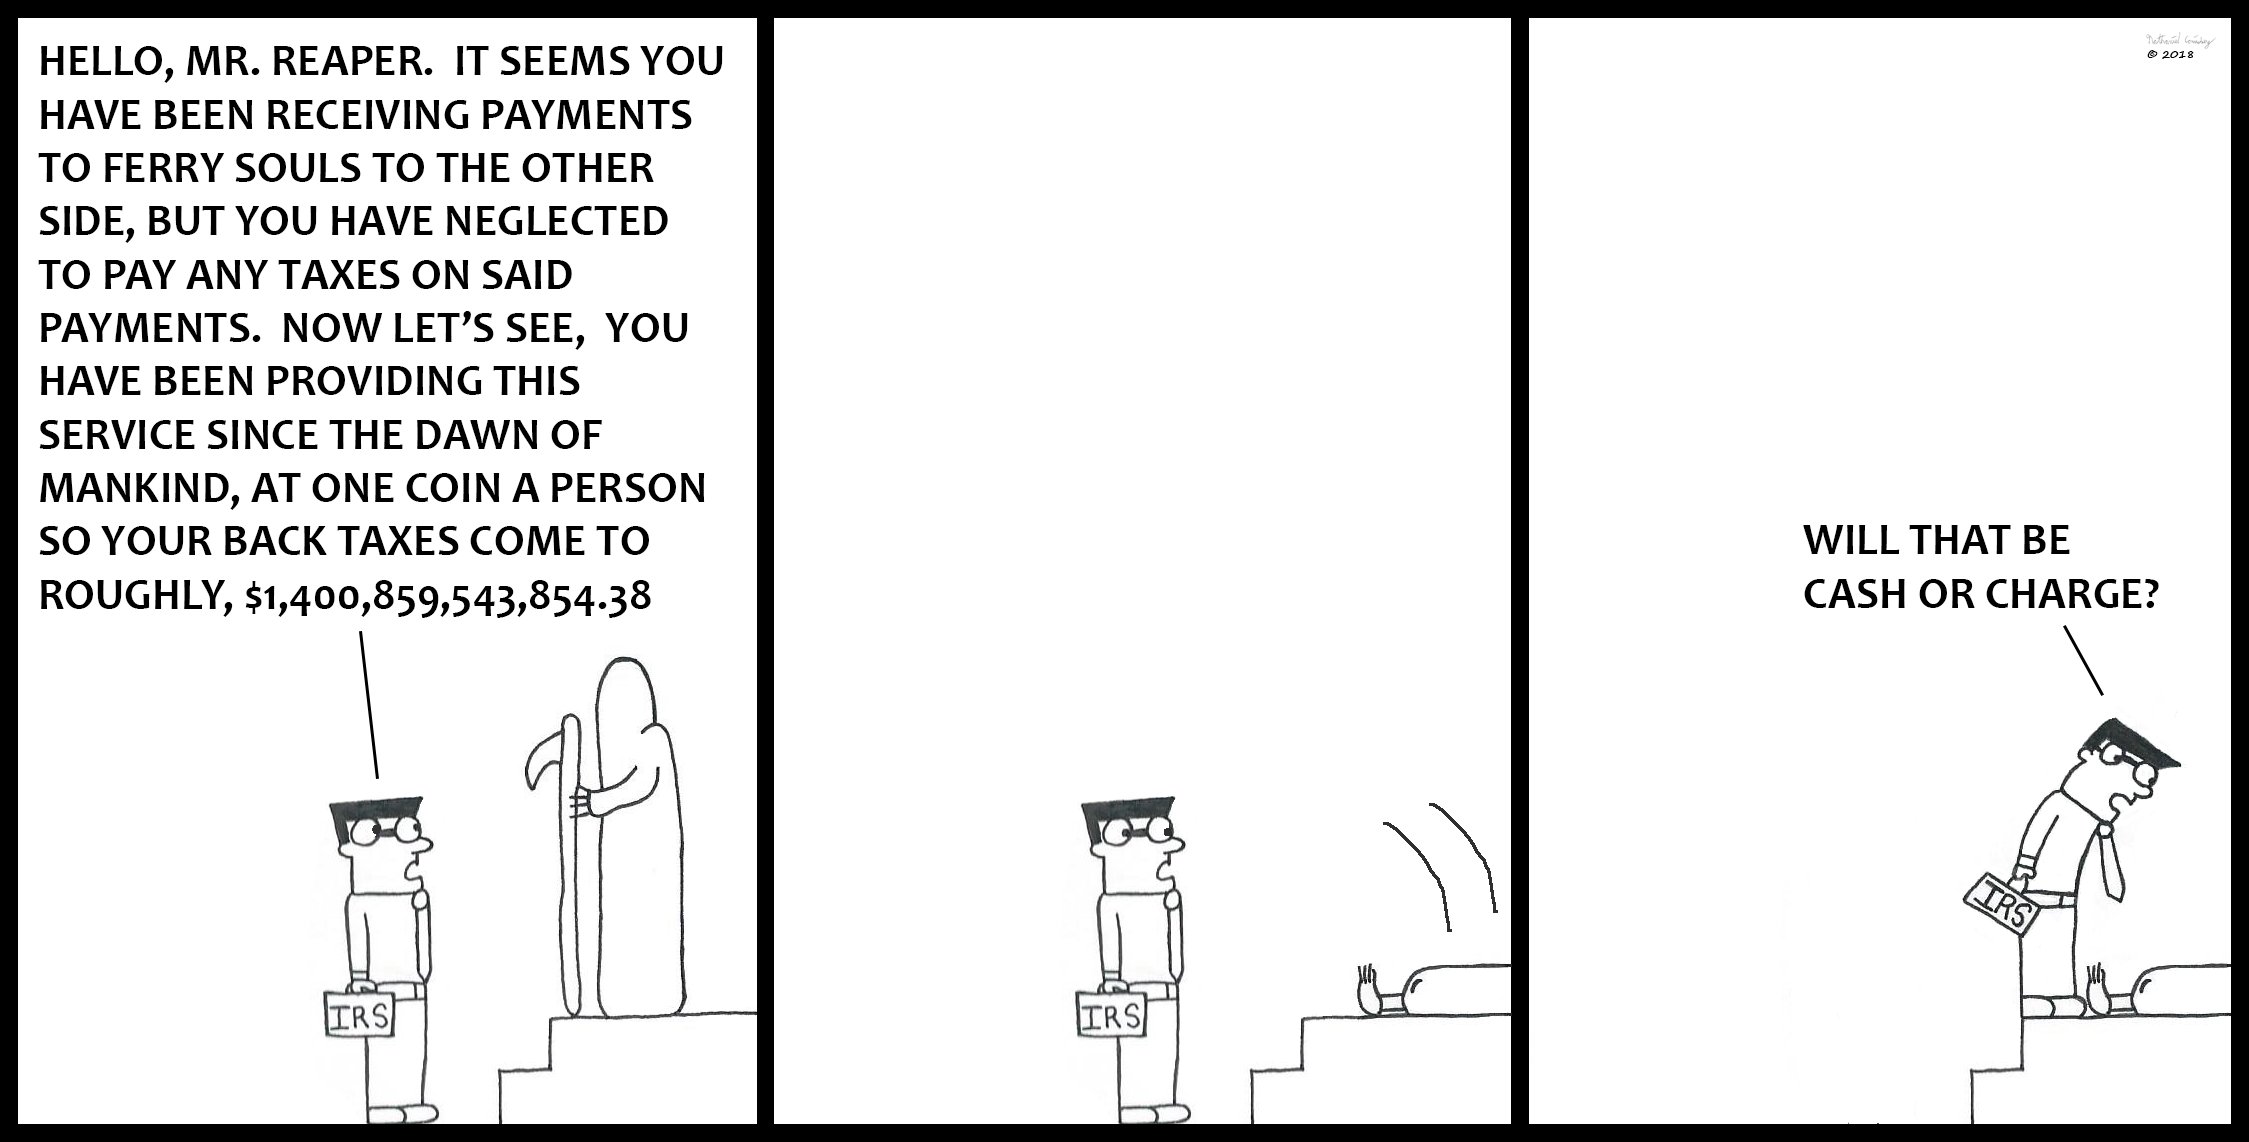 HELLO, MR. REAPER. IT SEEMS YOU
HAVE BEEN RECEIVING PAYMENTS
TO FERRY SOULS TO THE OTHER
SIDE, BUT YOU HAVE NEGLECTED
TO PAY ANY TAXES ON SAID
PAYMENTS. NOW LET'S SEE, YOU
HAVE BEEN PROVIDING THIS
SERVICE SINCE THE DAWN OF
MANKIND, AT ONE COIN A PERSON
SO YOUR BACK TAXES COME TO
ROUGHLY, $1,400,859,543,854.38
IRS
IRS
© 2018
WILL THAT BE
CASH OR CHARGE?
IRS